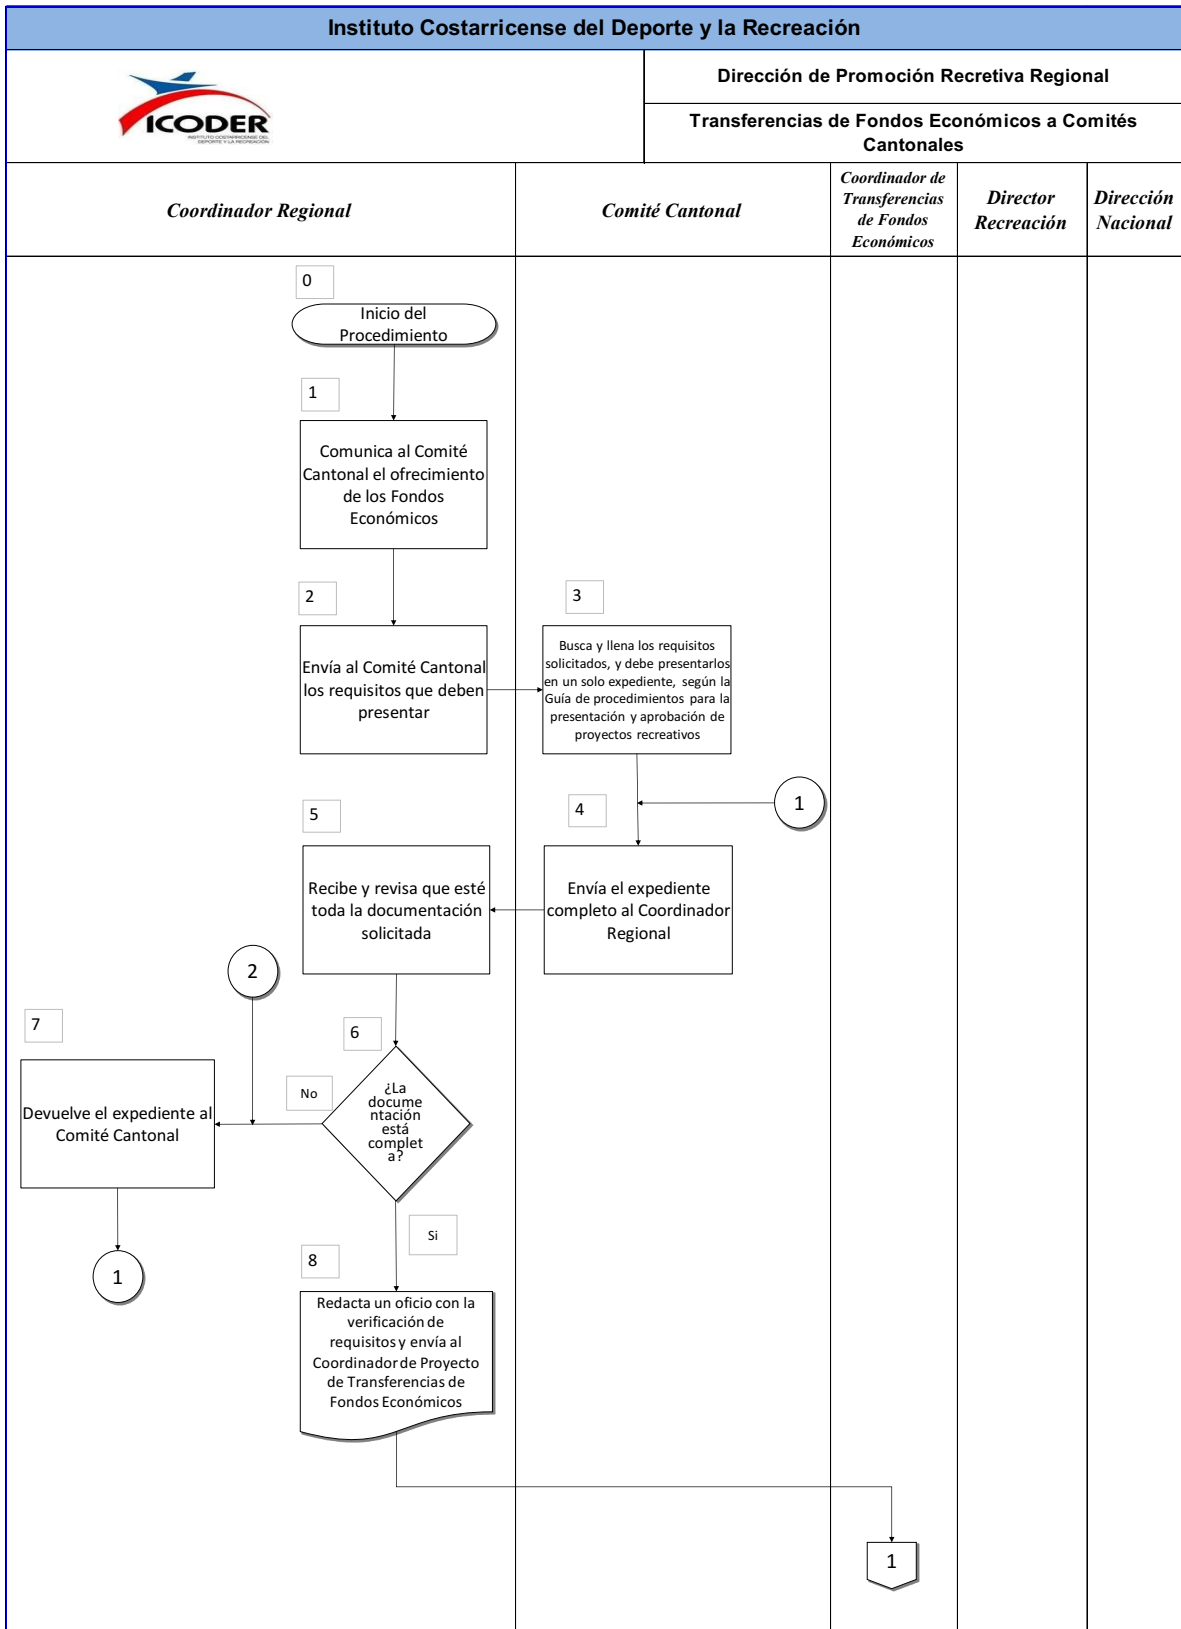 Instituto Costarricense del Deporte y la Recreación
ICODER
INSTITUTO COSTARRICENSE DEL
DEPORTE Y LA RECREACIÓN
Dirección de Promoción Recretiva Regional
Transferencias de Fondos Económicos a Comités
Cantonales
Coordinador Regional
Comité Cantonal
Coordinador de
Transferencias
de Fondos
Económicos
Director
Recreación
Dirección
Nacional
0
Inicio del
Procedimiento
1
Comunica al Comité
Cantonal el ofrecimiento
de los Fondos
Económicos
2
Envía al Comité Cantonal
los requisitos que deben
presentar
3
Busca y llena los requisitos
solicitados, y debe presentarlos
en un solo expediente, según la
Guía de procedimientos para la
presentación y aprobación de
proyectos recreativos
1
4
Envía el expediente
completo al Coordinador
Regional
5
Recibe y revisa que esté
toda la documentación
solicitada
2
6
¿La
docume
ntación
está
complet
a?
No
7
Devuelve el expediente al
Comité Cantonal
1
Si
8
Redacta un oficio con la
verificación de
requisitos y envía al
Coordinador de Proyecto
de Transferencias de
Fondos Económicos
1